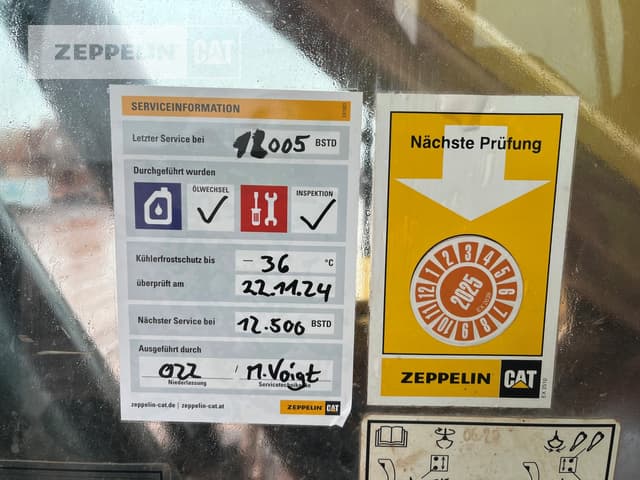 ZEPPELIN CAT
SERVICEINFORMATION
Letzter Service bei 12005 BSTD
Durchgeführt wurden
ÖLWECHSEL
INSPEKTION
Kühlerfrostschutz bis -36 °C
überprüft am 22.11.24
Nächster Service bei 12.500 BSTD
Ausgeführt durch
022 M. Voigt
Niederlassung Servicetechniker
zeppelin-cat.de | zeppelin-cat.at
ZEPPELIN CAT
Nächste Prüfung
12 1 2 3 4 5 6 7 8 9 10 11
2025
ZEPPELIN CAT